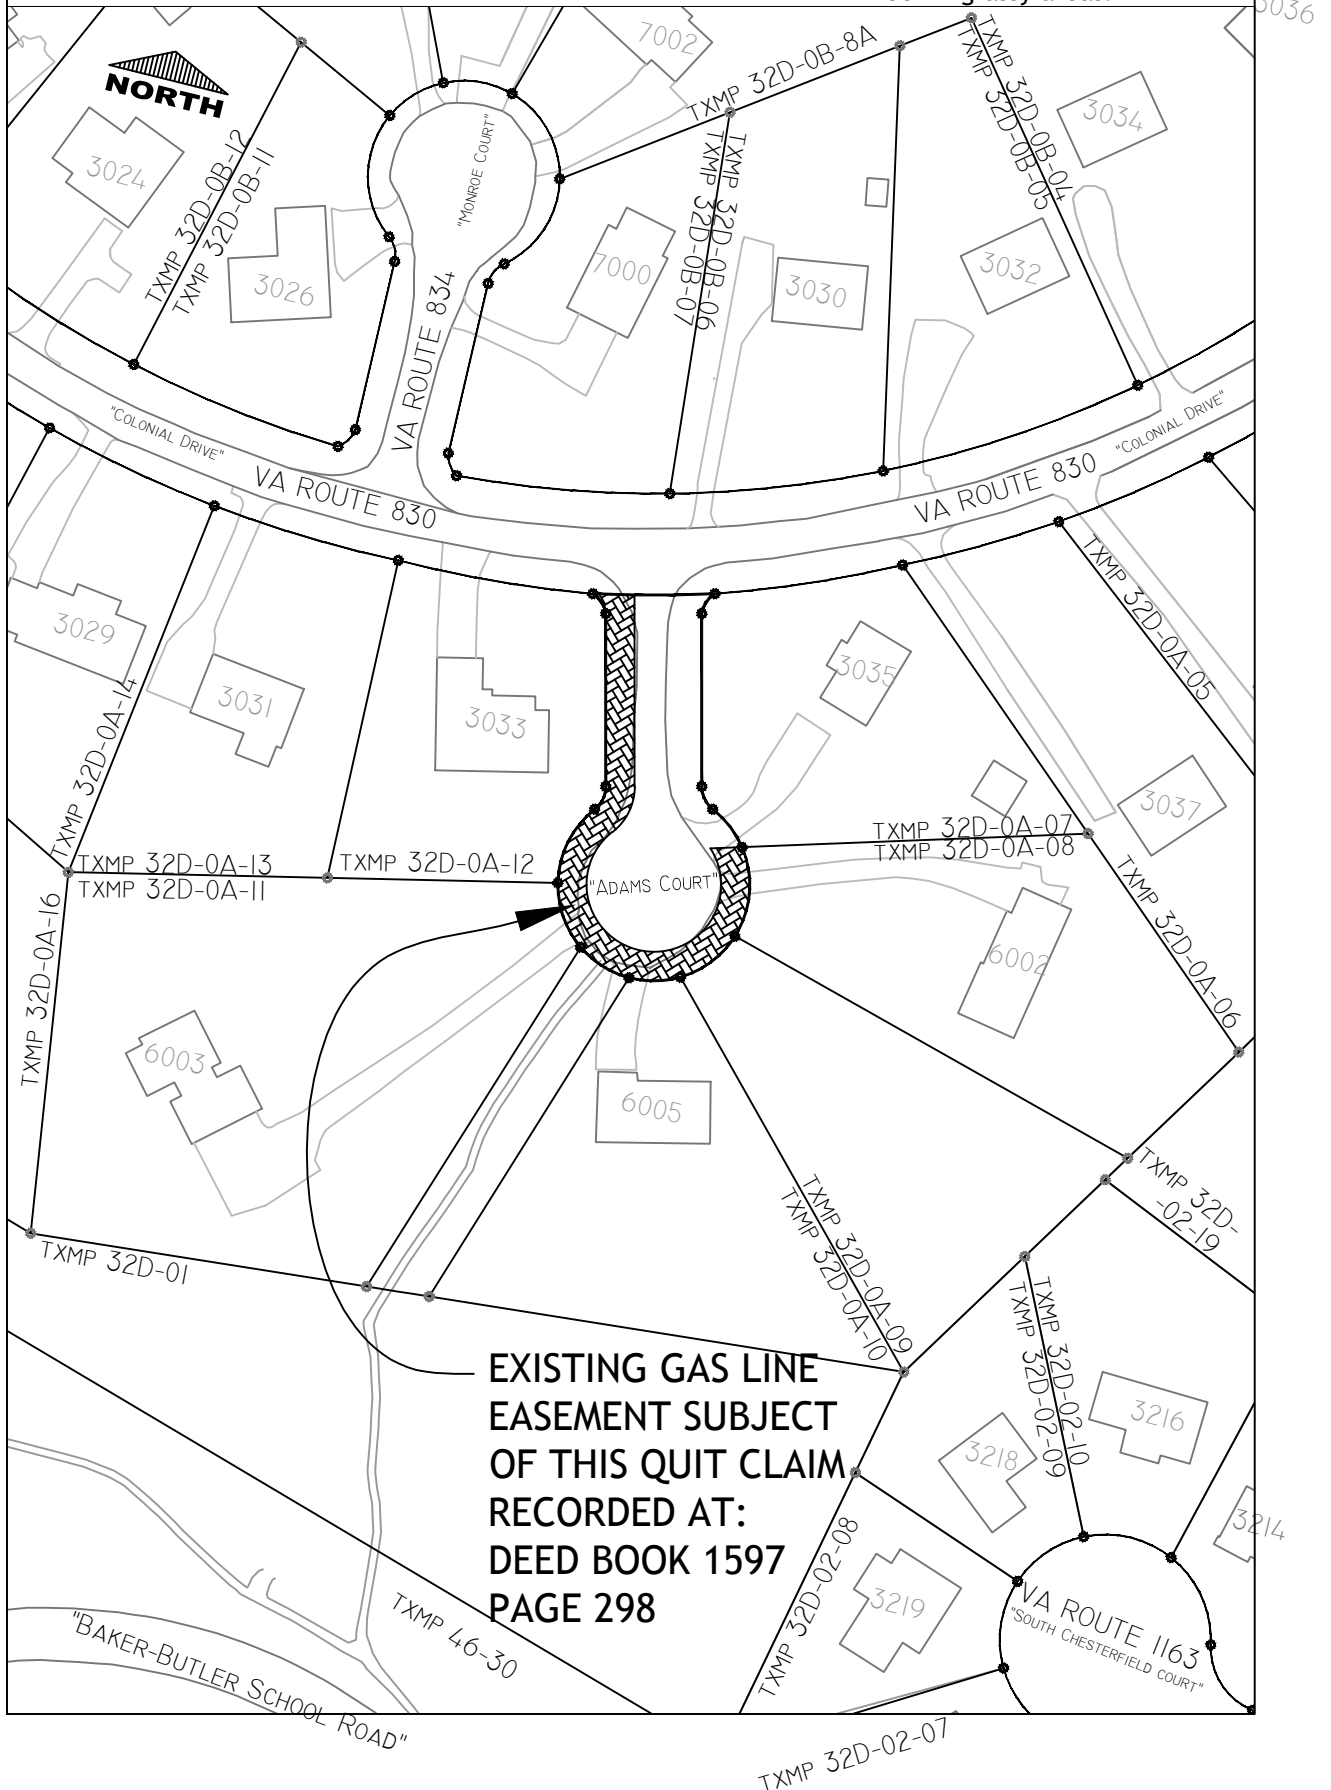 3036
7002
TXMP 32D-0B-8A
TXMP 32D-0B-04
TXMP 32D-0B-05
3034
NORTH
3024
TXMP 32D-0B-12
TXMP 32D-0B-11
"MONROE COURT"
TXMP 32D-0B-06
TXMP 32D-0B-07
3026
7000
3030
3032
VA ROUTE 834
"COLONIAL DRIVE"
VA ROUTE 830
VA ROUTE 830
"COLONIAL DRIVE"
3029
3031
3033
3035
TXMP 32D-0A-05
3037
TXMP 32D-0A-14
TXMP 32D-0A-13
TXMP 32D-0A-11
TXMP 32D-0A-12
"ADAMS COURT"
TXMP 32D-0A-07
TXMP 32D-0A-08
TXMP 32D-0A-16
6002
TXMP 32D-0A-06
6003
6005
TXMP 32D-
-02-19
TXMP 32D-01
TXMP 32D-0A-09
TXMP 32D-0A-10
TXMP 32D-02-10
TXMP 32D-02-09
EXISTING GAS LINE
EASEMENT SUBJECT
OF THIS QUIT CLAIM
RECORDED AT:
DEED BOOK 1597
PAGE 298
3216
3218
3214
TXMP 32D-02-08
3219
VA ROUTE 1163
"SOUTH CHESTERFIELD COURT"
TXMP 46-30
"BAKER-BUTLER SCHOOL ROAD"
TXMP 32D-02-07